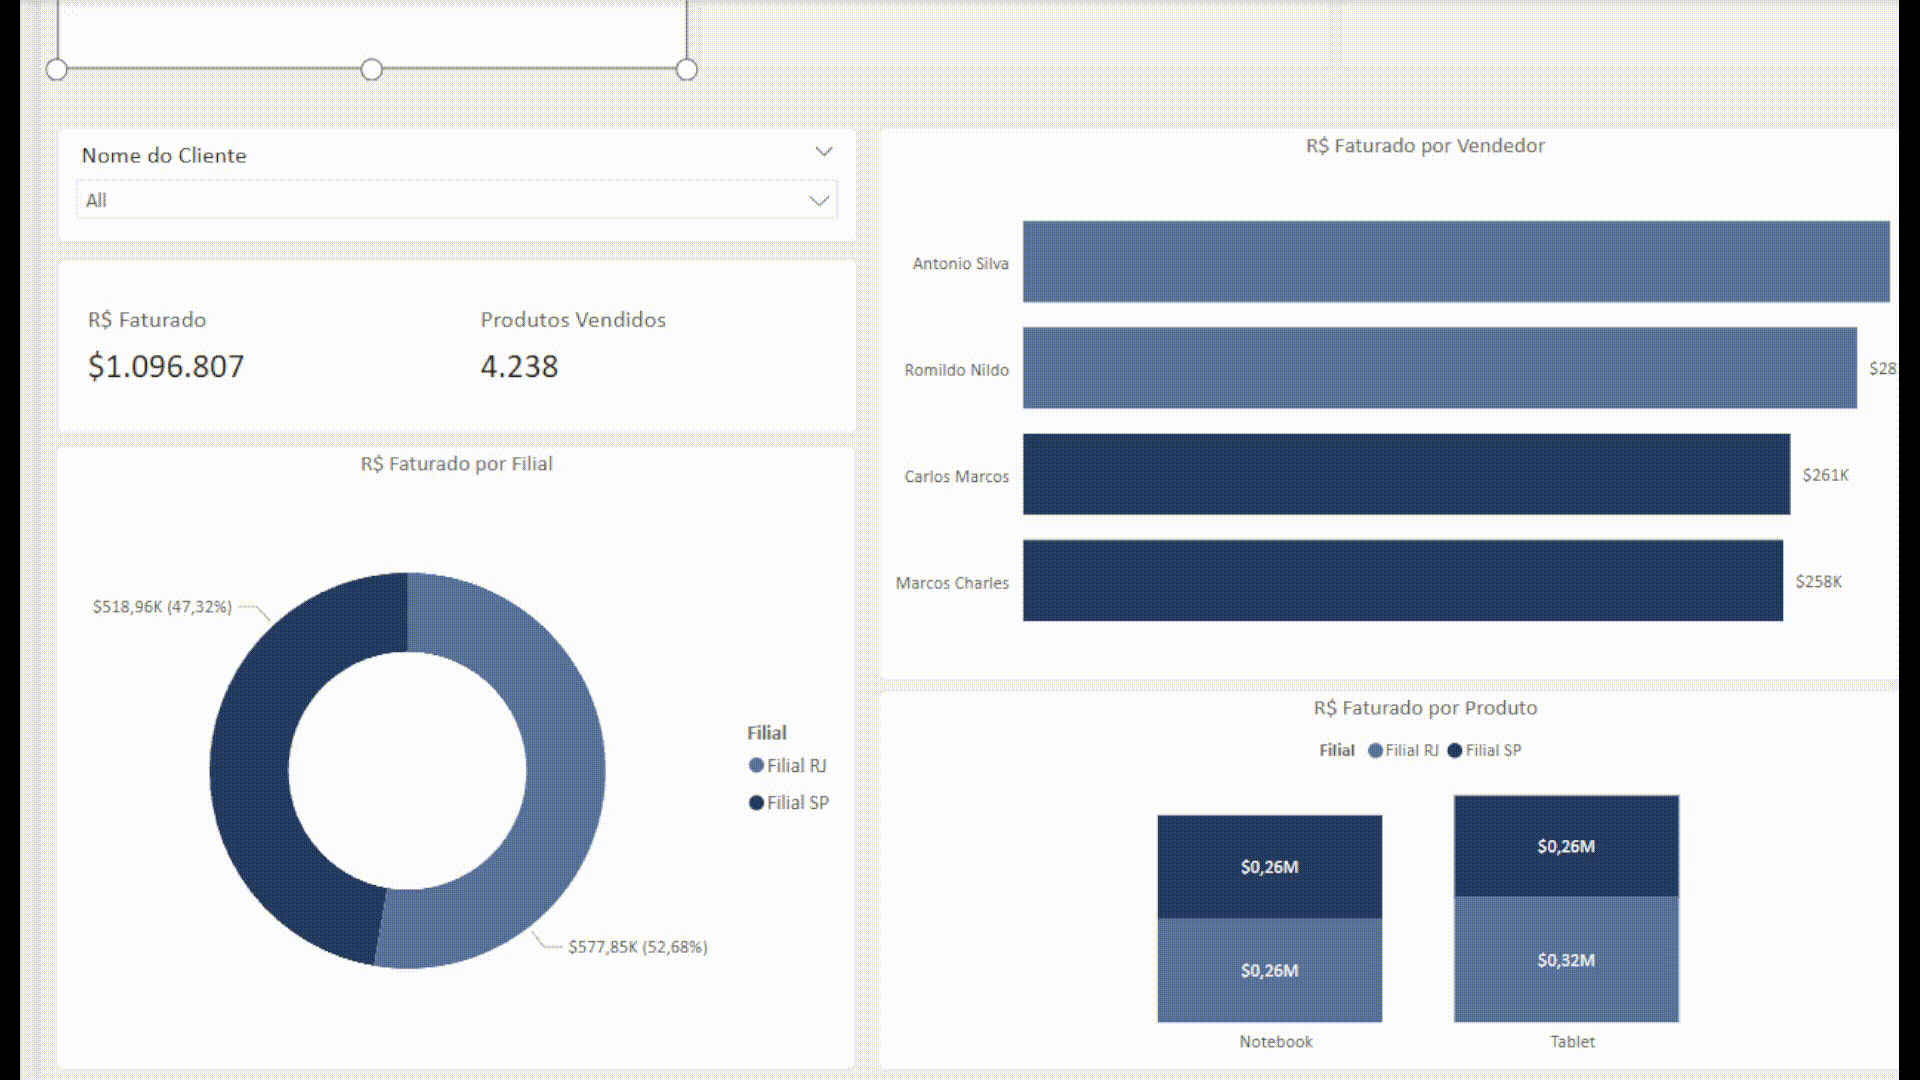 Nome do Cliente
All
R$ Faturado
Produtos Vendidos
$1.096.807
4.238
R$ Faturado por Filial
$518,96K (47,32%)
$577,85K (52,68%)
Filial
Filial RJ
Filial SP
R$ Faturado por Vendedor
Antonio Silva
Romildo Nildo
$28
Carlos Marcos
$261K
Marcos Charles
$258K
R$ Faturado por Produto
Filial Filial RJ Filial SP
$0,26M
$0,26M
$0,26M
$0,32M
Notebook
Tablet